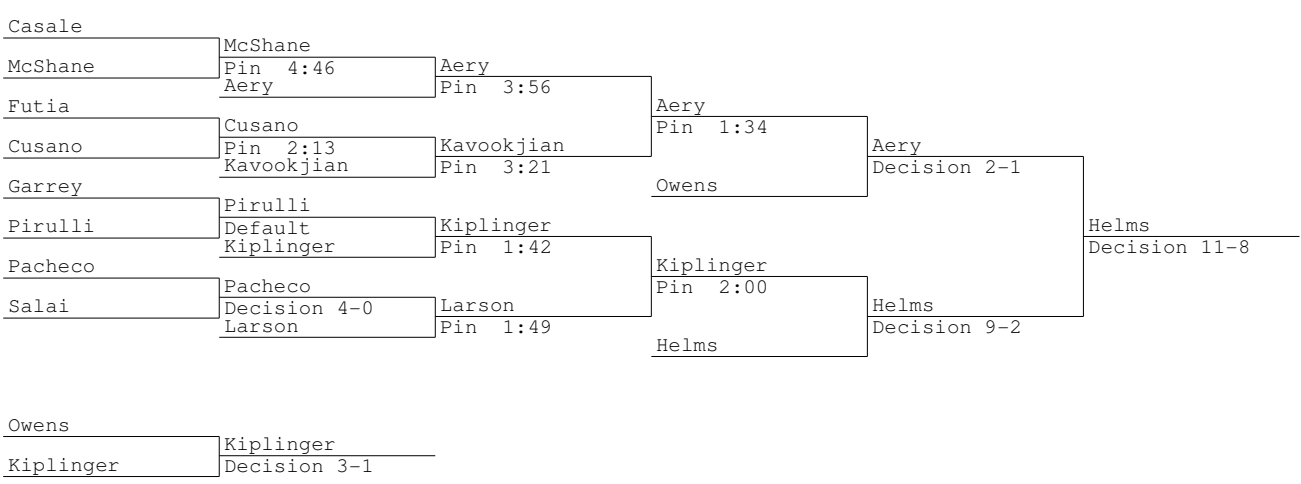 Casale
McShane
McShane
Pin 4:46
Aery
Aery
Pin 3:56
Futia
Aery
Pin 1:34
Cusano
Cusano
Pin 2:13
Kavookjian
Kavookjian
Pin 3:21
Aery
Decision 2-1
Garrey
Owens
Pirulli
Pirulli
Default
Kiplinger
Kiplinger
Pin 1:42
Helms
Decision 11-8
Pacheco
Kiplinger
Pin 2:00
Salai
Pacheco
Decision 4-0
Larson
Larson
Pin 1:49
Helms
Decision 9-2
Helms
Owens
Kiplinger
Kiplinger
Decision 3-1